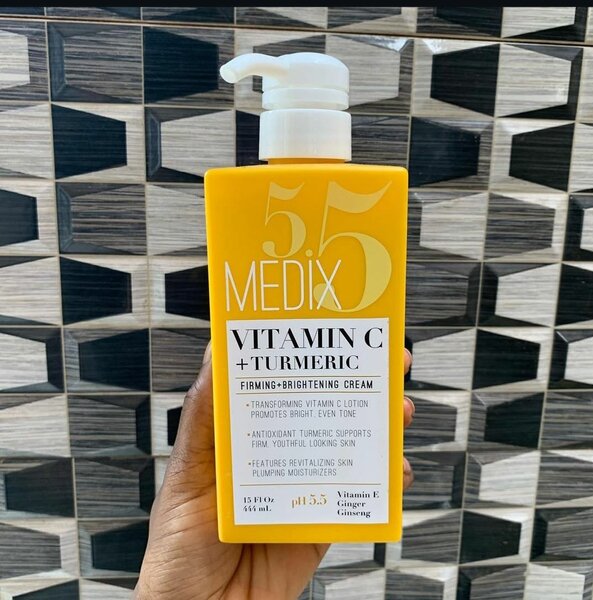 5.5
MEDiX
VITAMIN C
+TURMERIC
FIRMING+BRIGHTENING CREAM
•TRANSFORMING VITAMIN C LOTION
PROMOTES BRIGHT, EVEN TONE
•ANTIOXIDANT TURMERIC SUPPORTS
FIRM, YOUTHFUL LOOKING SKIN
•FEATURES REVITALIZING SKIN
PLUMPING MOISTURIZERS
15 Fl Oz
444 mL
pH 5.5
Vitamin E
Ginger
Ginseng